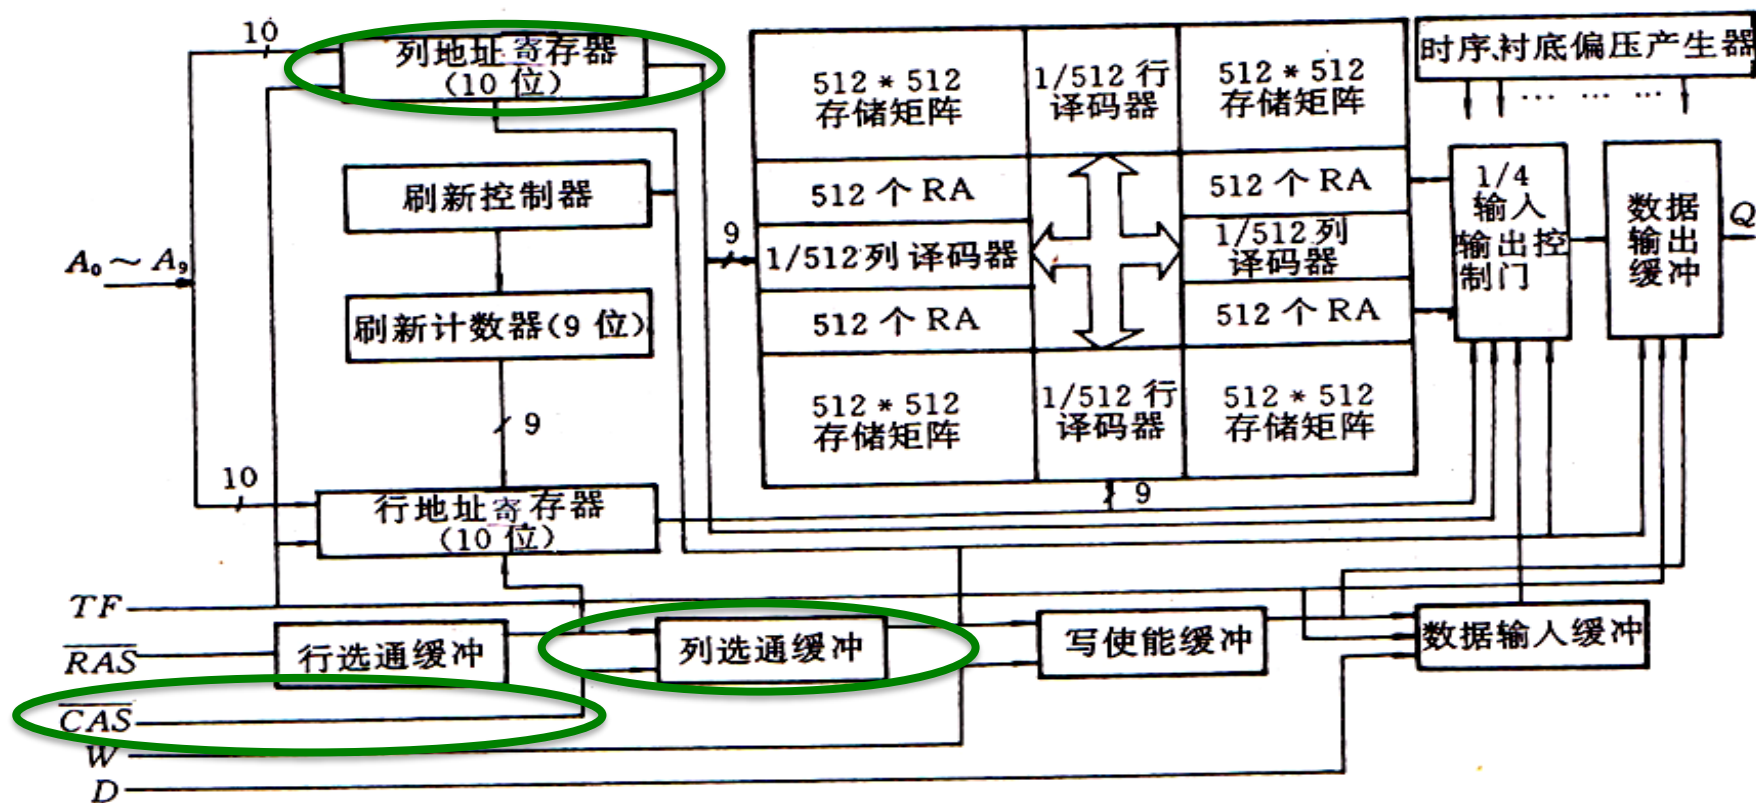 10
列地址寄存器
(10 位)
512 * 512
存储矩阵
1/512 行
译码器
512 * 512
存储矩阵
时序、衬底偏压产生器
… … …
刷新控制器
512 个 RA
512 个 RA
1/4
输入
输出控
制门
数据
输出
缓冲
Q
A₀ ~ A₉
9
1/512列 译码器
1/512 列
译码器
刷新计数器(9 位)
512 个 RA
512 个 RA
9
512 * 512
存储矩阵
1/512 行
译码器
512 * 512
存储矩阵
10
行地址寄存器
(10 位)
9
TF
R̅A̅S̅
行选通缓冲
列选通缓冲
写使能缓冲
数据输入缓冲
C̅A̅S̅
W
D